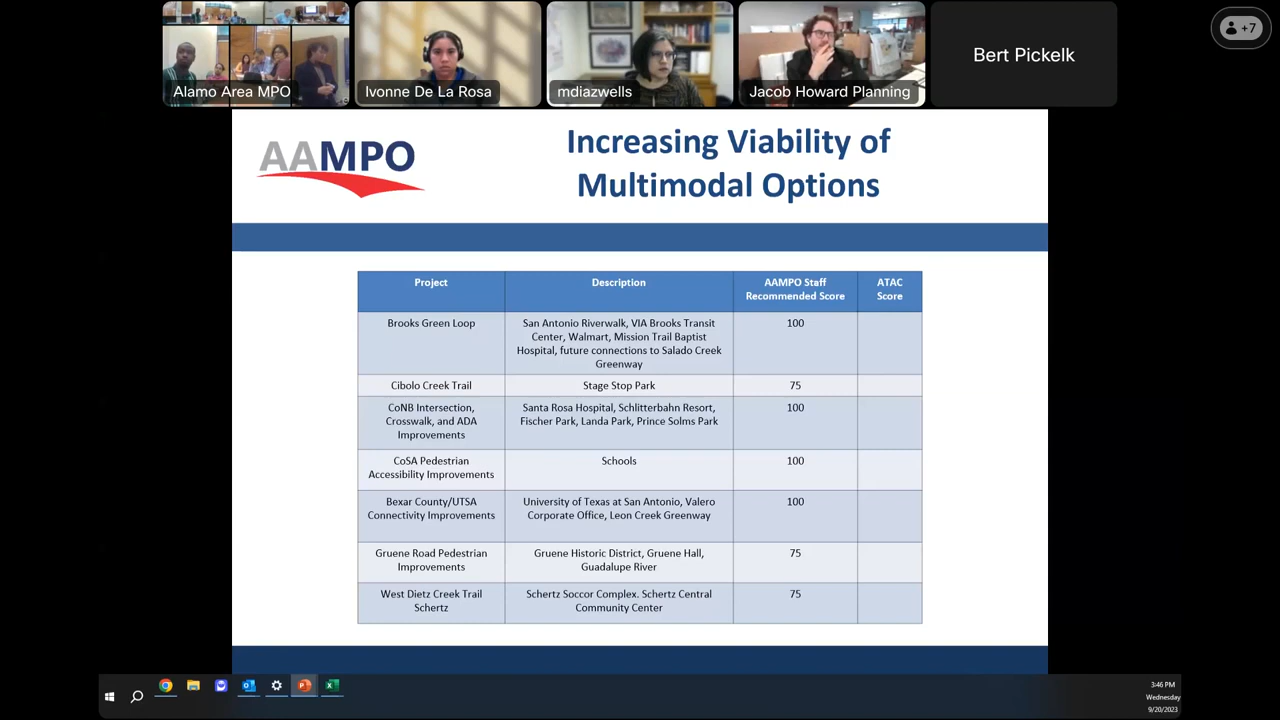 Alamo Area MPO
Ivonne De La Rosa
mdiazwells
Jacob Howard Planning
Bert Pickelk
+7
AAMPO
Increasing Viability of
Multimodal Options
Project
Description
AAMPO Staff
Recommended Score
ATAC
Score
Brooks Green Loop
San Antonio Riverwalk, VIA Brooks Transit
Center, Walmart, Mission Trail Baptist
Hospital, future connections to Salado Creek
Greenway
100
Cibolo Creek Trail
Stage Stop Park
75
CoNB Intersection,
Crosswalk, and ADA
Improvements
Santa Rosa Hospital, Schlitterbahn Resort,
Fischer Park, Landa Park, Prince Solms Park
100
CoSA Pedestrian
Accessibility Improvements
Schools
100
Bexar County/UTSA
Connectivity Improvements
University of Texas at San Antonio, Valero
Corporate Office, Leon Creek Greenway
100
Gruene Road Pedestrian
Improvements
Gruene Historic District, Gruene Hall,
Guadalupe River
75
West Dietz Creek Trail
Schertz
Schertz Soccor Complex. Schertz Central
Community Center
75
3:46 PM
Wednesday
9/20/2023